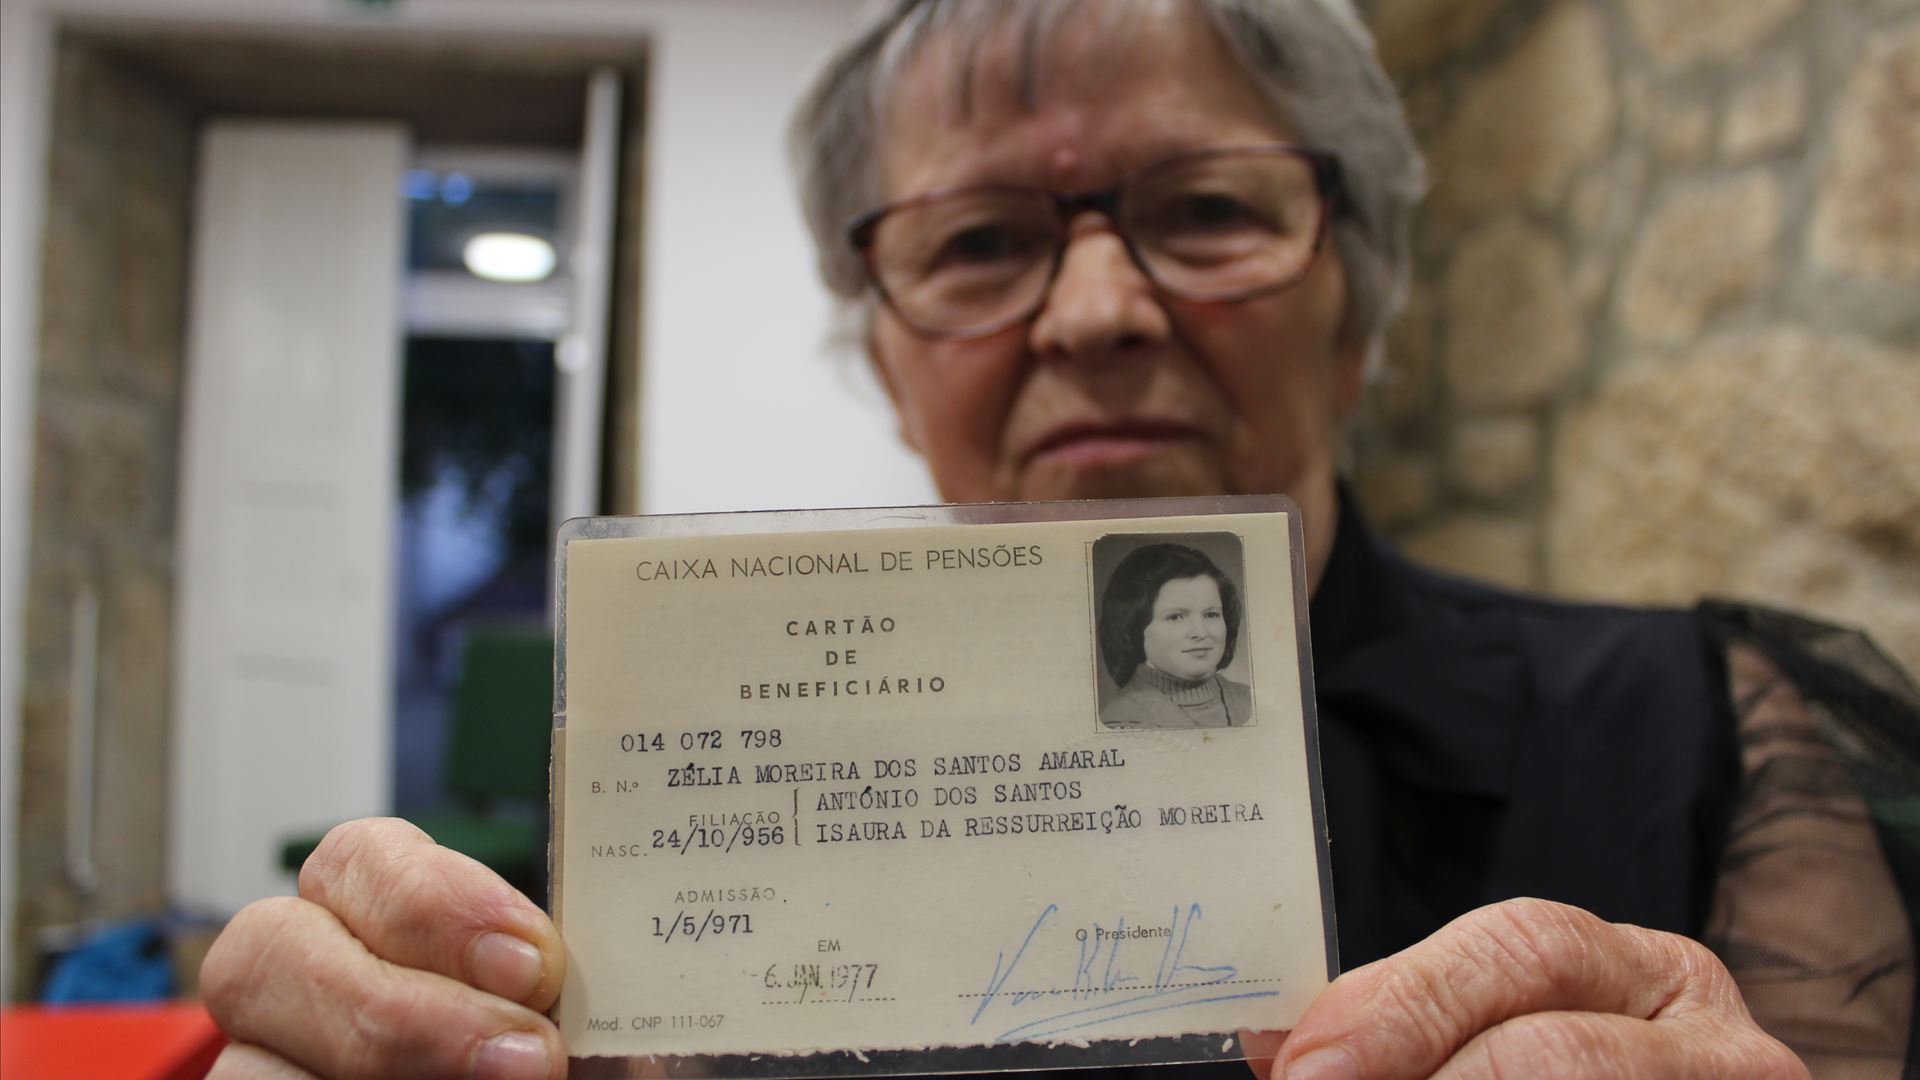 CAIXA NACIONAL DE PENSÕES
CARTÃO
DE
BENEFICIÁRIO
014 072 798
B. N.º ZÉLIA MOREIRA DOS SANTOS AMARAL
FILIAÇÃO ANTÓNIO DOS SANTOS
NASC. 24/10/956 ISAURA DA RESSURREIÇÃO MOREIRA
ADMISSÃO
1/5/971
EM
6. JAN. 1977
O Presidente
Mod. CNP 111-067